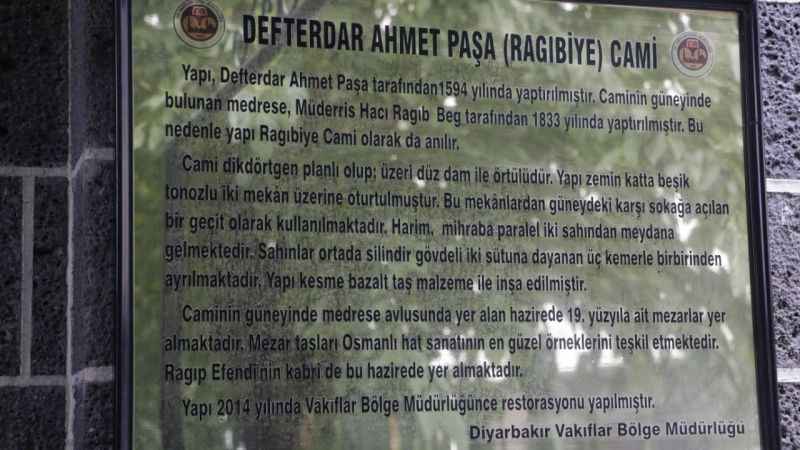 DEFTERDAR AHMET PAŞA (RAGIBİYE) CAMİ
Yapı, Defterdar Ahmet Paşa tarafından1594 yılında yaptırılmıştır. Caminin güneyinde
bulunan medrese, Müderris Hacı Ragıb Beg tarafından 1833 yılında yaptırılmıştır. Bu
nedenle yapı Ragıbiye Cami olarak da anılır.
Cami dikdörtgen planlı olup; üzeri düz dam ile örtülüdür. Yapı zemin katta beşik
tonozlu iki mekân üzerine oturtulmuştur. Bu mekânlardan güneydeki karşı sokağa açılan
bir geçit olarak kullanılmaktadır. Harim, mihraba paralel iki sahından meydana
gelmektedir. Sahınlar ortada silindir gövdeli iki sütuna dayanan üç kemerle birbirinden
ayrılmaktadır. Yapı kesme bazalt taş malzeme ile inşa edilmiştir.
Caminin güneyinde medrese avlusunda yer alan hazirede 19. yüzyıla ait mezarlar yer
almaktadır. Mezar taşları Osmanlı hat sanatının en güzel örneklerini teşkil etmektedir.
Ragıp Efendi'nin kabri de bu hazirede yer almaktadır.
Yapı 2014 yılında Vakıflar Bölge Müdürlüğünce restorasyonu yapılmıştır.
Diyarbakır Vakıflar Bölge Müdürlüğü